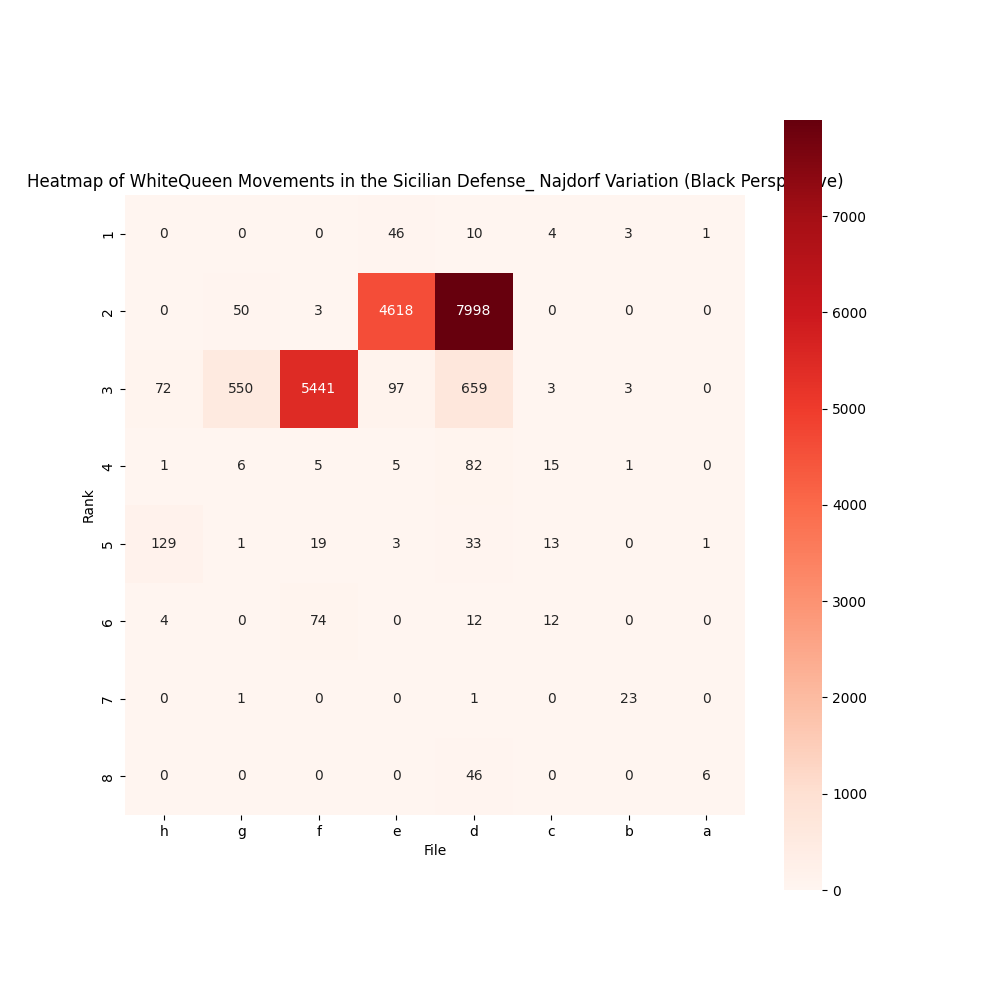 Heatmap of WhiteQueen Movements in the Sicilian Defense_ Najdorf Variation (Black Perspective)
1 0 0 0 46 10 4 3 1
2 0 50 3 4618 7998 0 0 0
3 72 550 5441 97 659 3 3 0
4 1 6 5 5 82 15 1 0
5 129 1 19 3 33 13 0 1
6 4 0 74 0 12 12 0 0
7 0 1 0 0 1 0 23 0
8 0 0 0 0 46 0 0 6
h g f e d c b a
File
Rank
7000
6000
5000
4000
3000
2000
1000
0